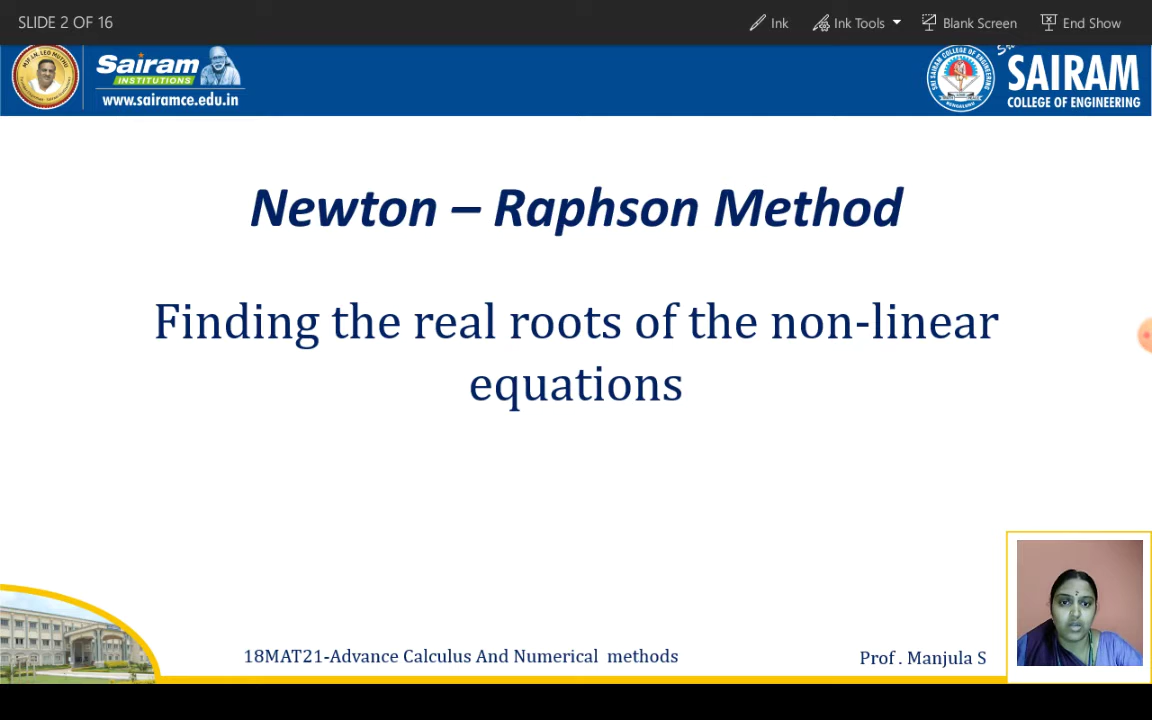 SLIDE 2 OF 16
Ink
Ink Tools
Blank Screen
End Show
Sairam
INSTITUTIONS
www.sairamce.edu.in
SAIRAM
COLLEGE OF ENGINEERING
Newton – Raphson Method
Finding the real roots of the non-linear
equations
18MAT21-Advance Calculus And Numerical methods
Prof . Manjula S